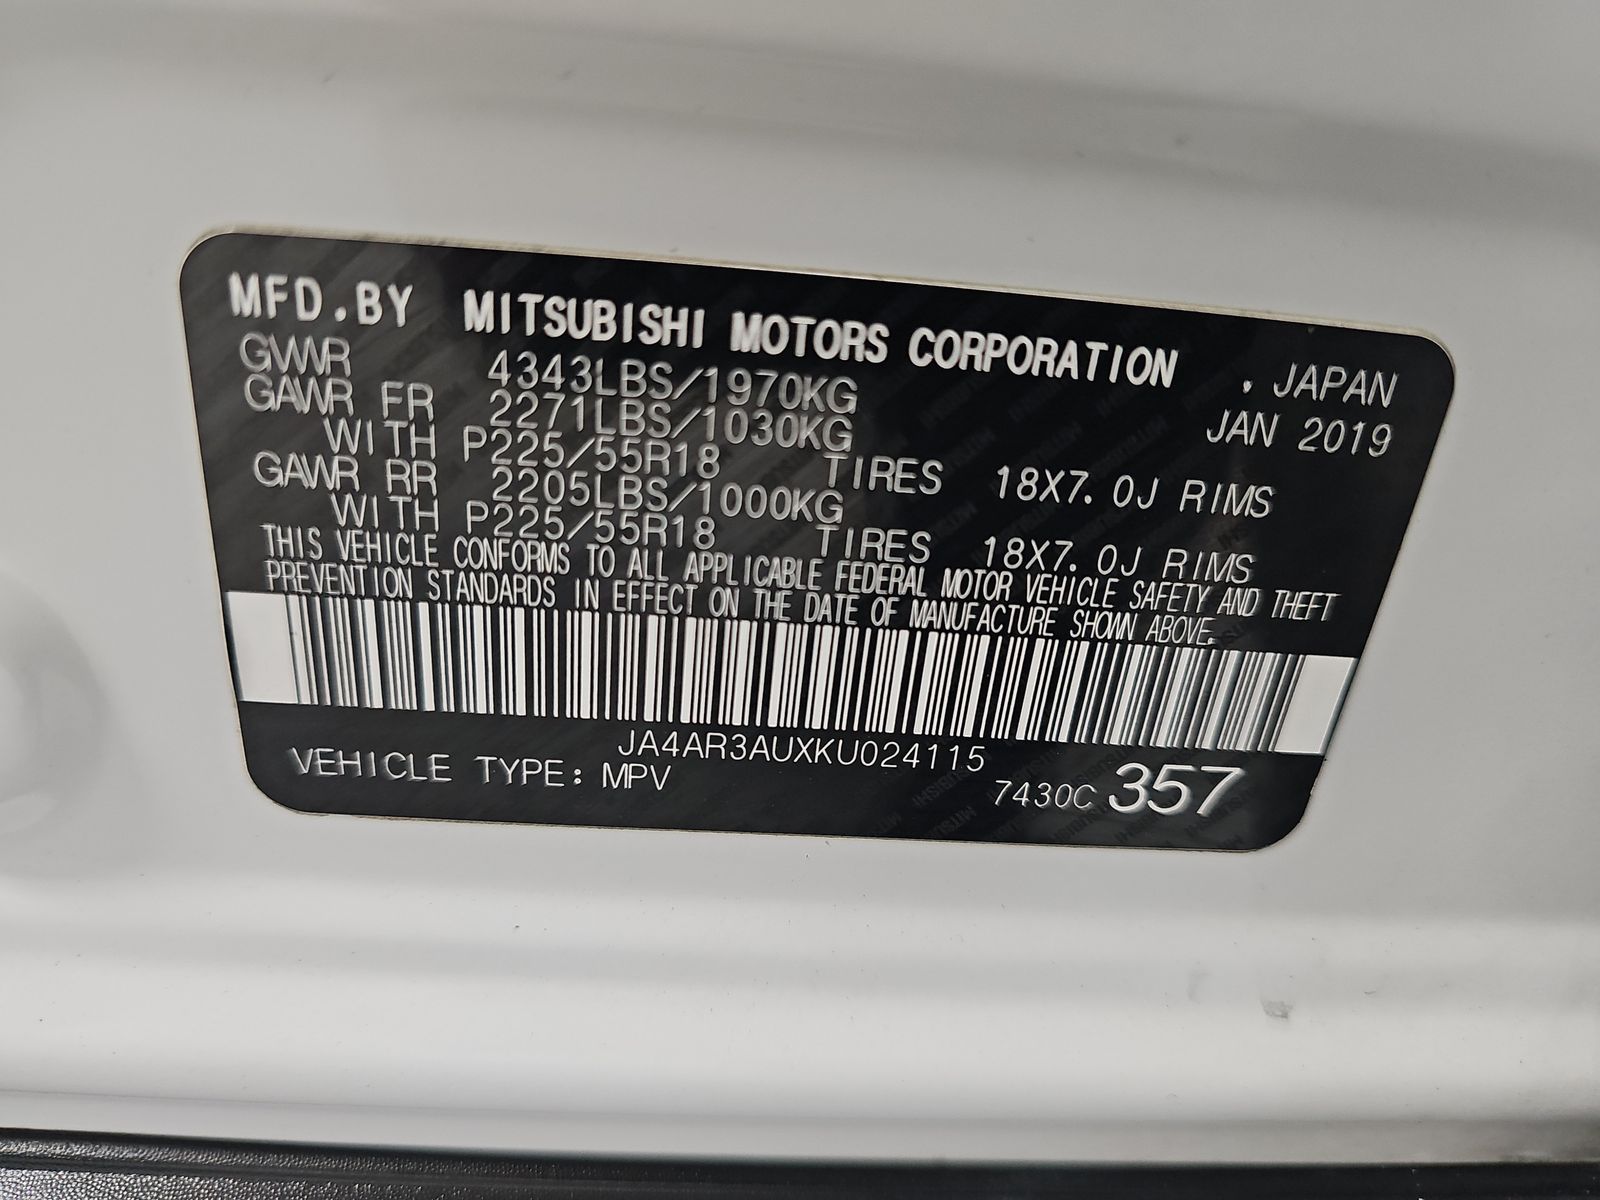 MFD.BY MITSUBISHI MOTORS CORPORATION . JAPAN
GVWR 4343LBS/1970KG JAN 2019
GAWR FR 2271LBS/1030KG
WITH P225/55R18 TIRES 18X7.0J RIMS
GAWR RR 2205LBS/1000KG
WITH P225/55R18 TIRES 18X7.0J RIMS
THIS VEHICLE CONFORMS TO ALL APPLICABLE FEDERAL MOTOR VEHICLE SAFETY AND THEFT
PREVENTION STANDARDS IN EFFECT ON THE DATE OF MANUFACTURE SHOWN ABOVE.
JA4AR3AUXKU024115
VEHICLE TYPE: MPV 7430C 357